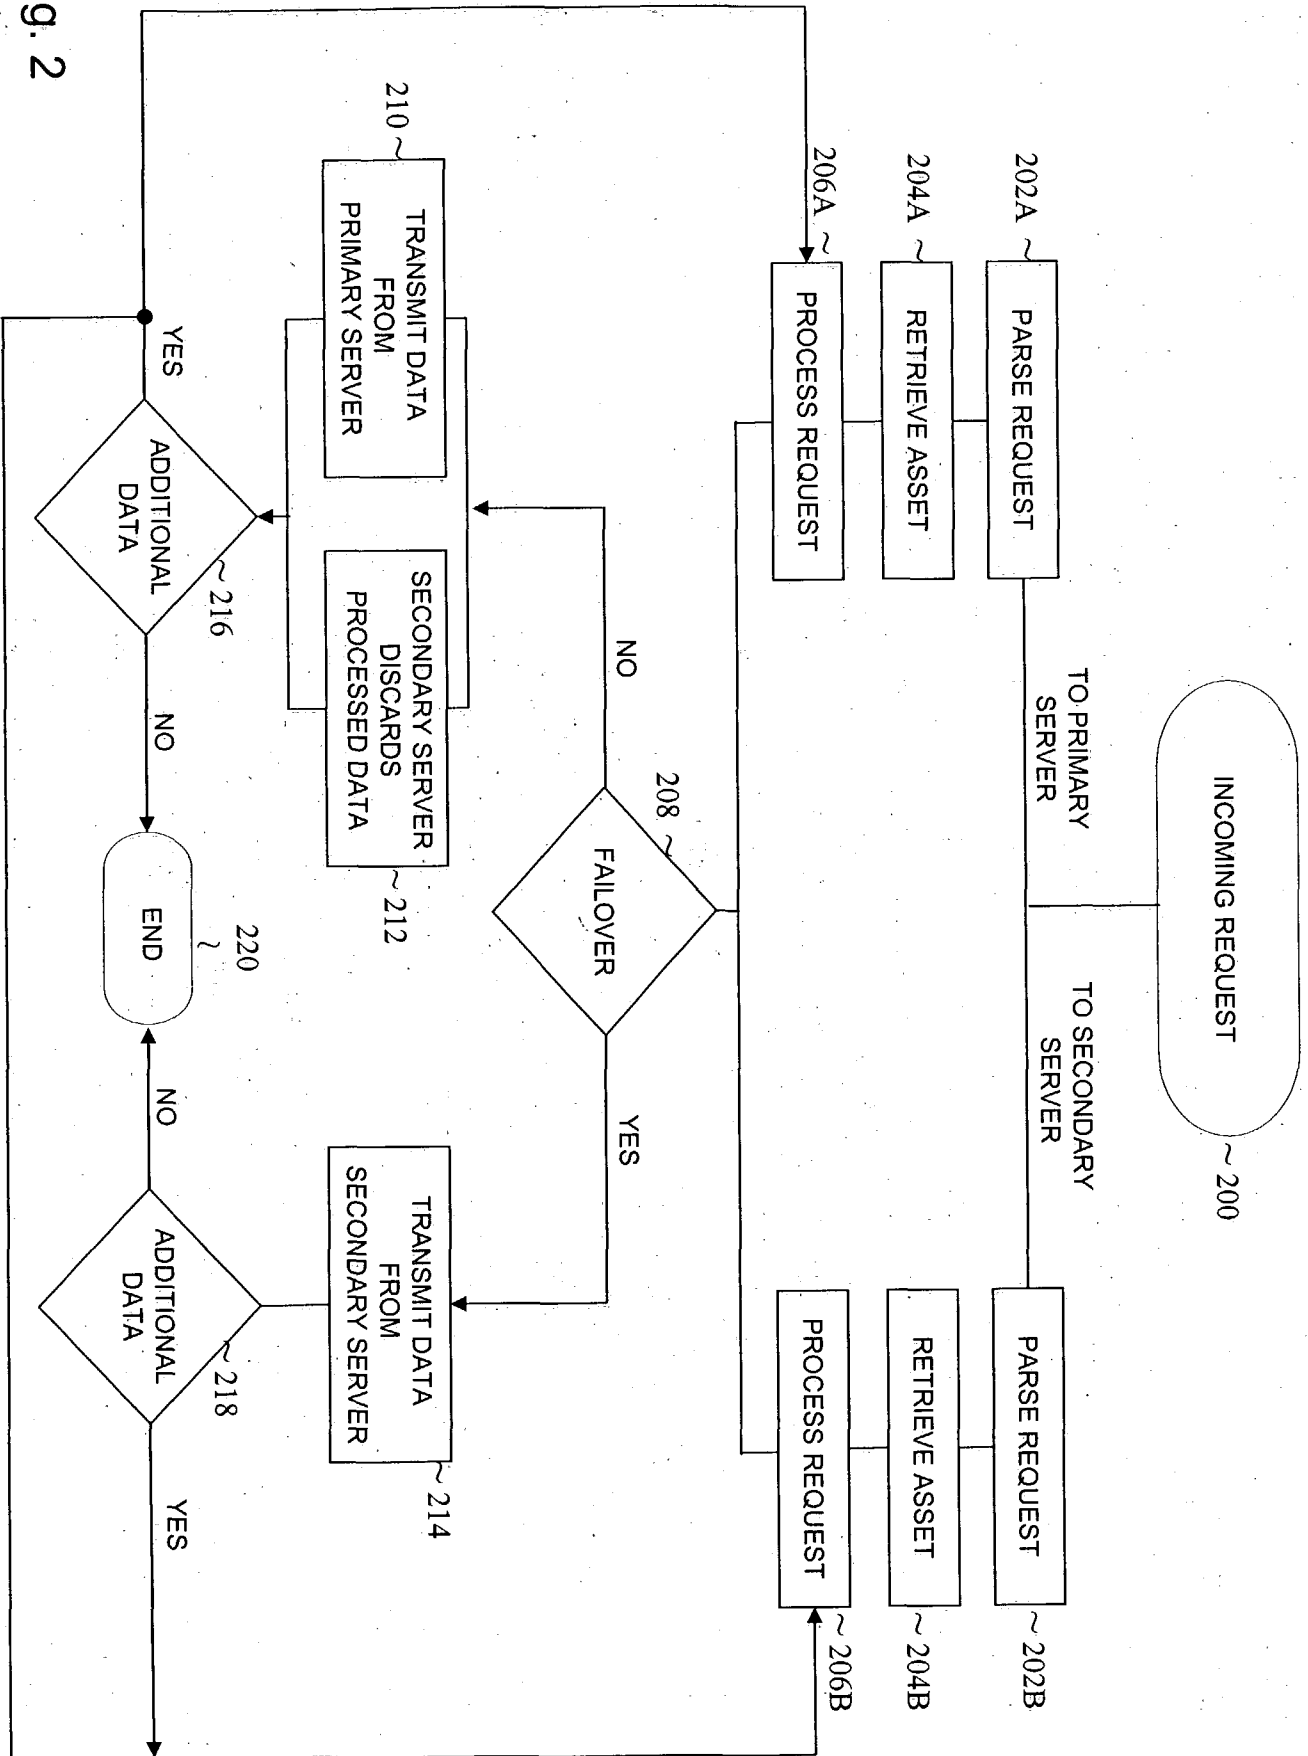 INCOMING REQUEST
200
TO PRIMARY
SERVER
TO SECONDARY
SERVER
202A
PARSE REQUEST
PARSE REQUEST
202B
204A
RETRIEVE ASSET
RETRIEVE ASSET
204B
206A
PROCESS REQUEST
PROCESS REQUEST
206B
208
FAILOVER
NO
YES
210
TRANSMIT DATA
FROM
PRIMARY SERVER
SECONDARY SERVER
DISCARDS
PROCESSED DATA
212
TRANSMIT DATA
FROM
SECONDARY SERVER
214
YES
ADDITIONAL
DATA
216
NO
220
END
NO
ADDITIONAL
DATA
218
YES
g. 2